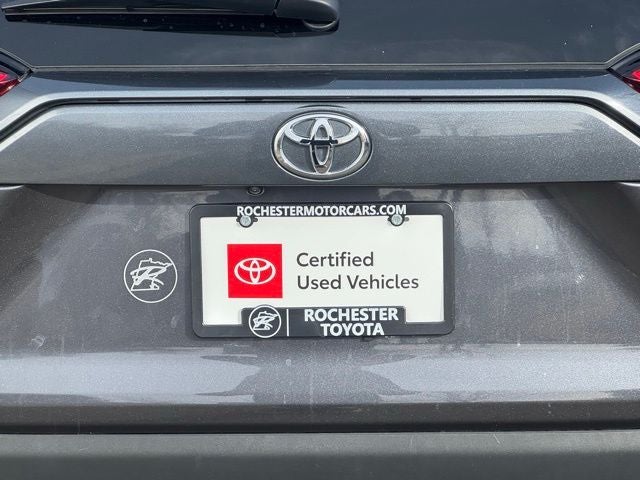 ROCHESTERMOTORCARS.COM
Certified
Used Vehicles
ROCHESTER
TOYOTA